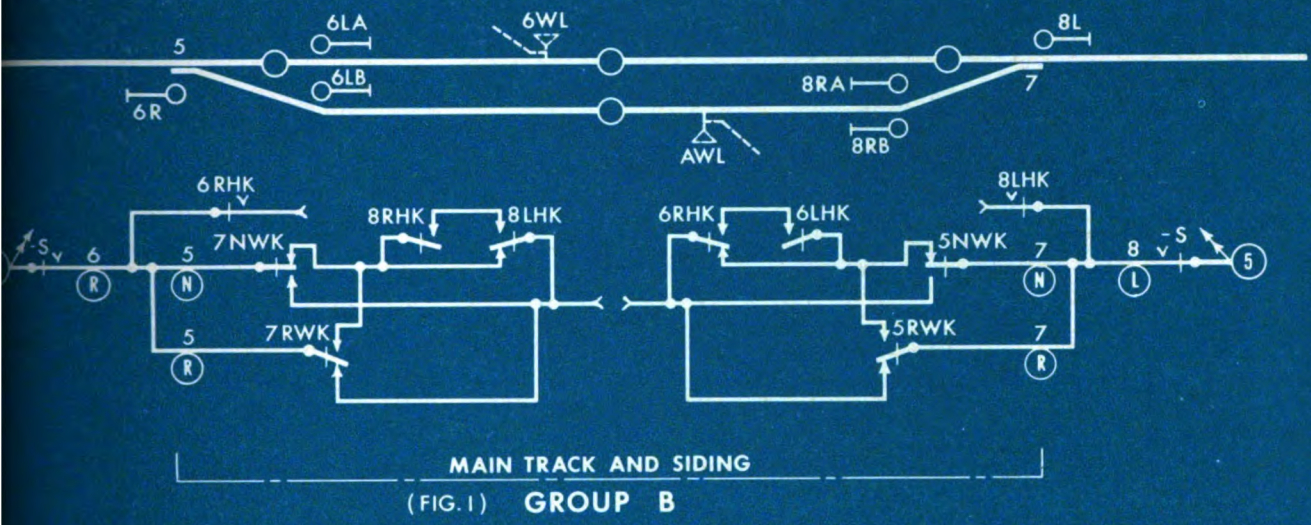 6LA 6WL 8L
5
6LB 8RA 7
6R
8RB
AWL
6RHK 8LHK
8RHK 8LHK 6RHK 6LHK
-S 6 5 7NWK 5NWK 7 8 -S
R N N L 5
5 7RWK 5RWK 7
R R
MAIN TRACK AND SIDING
(FIG. 1) GROUP B